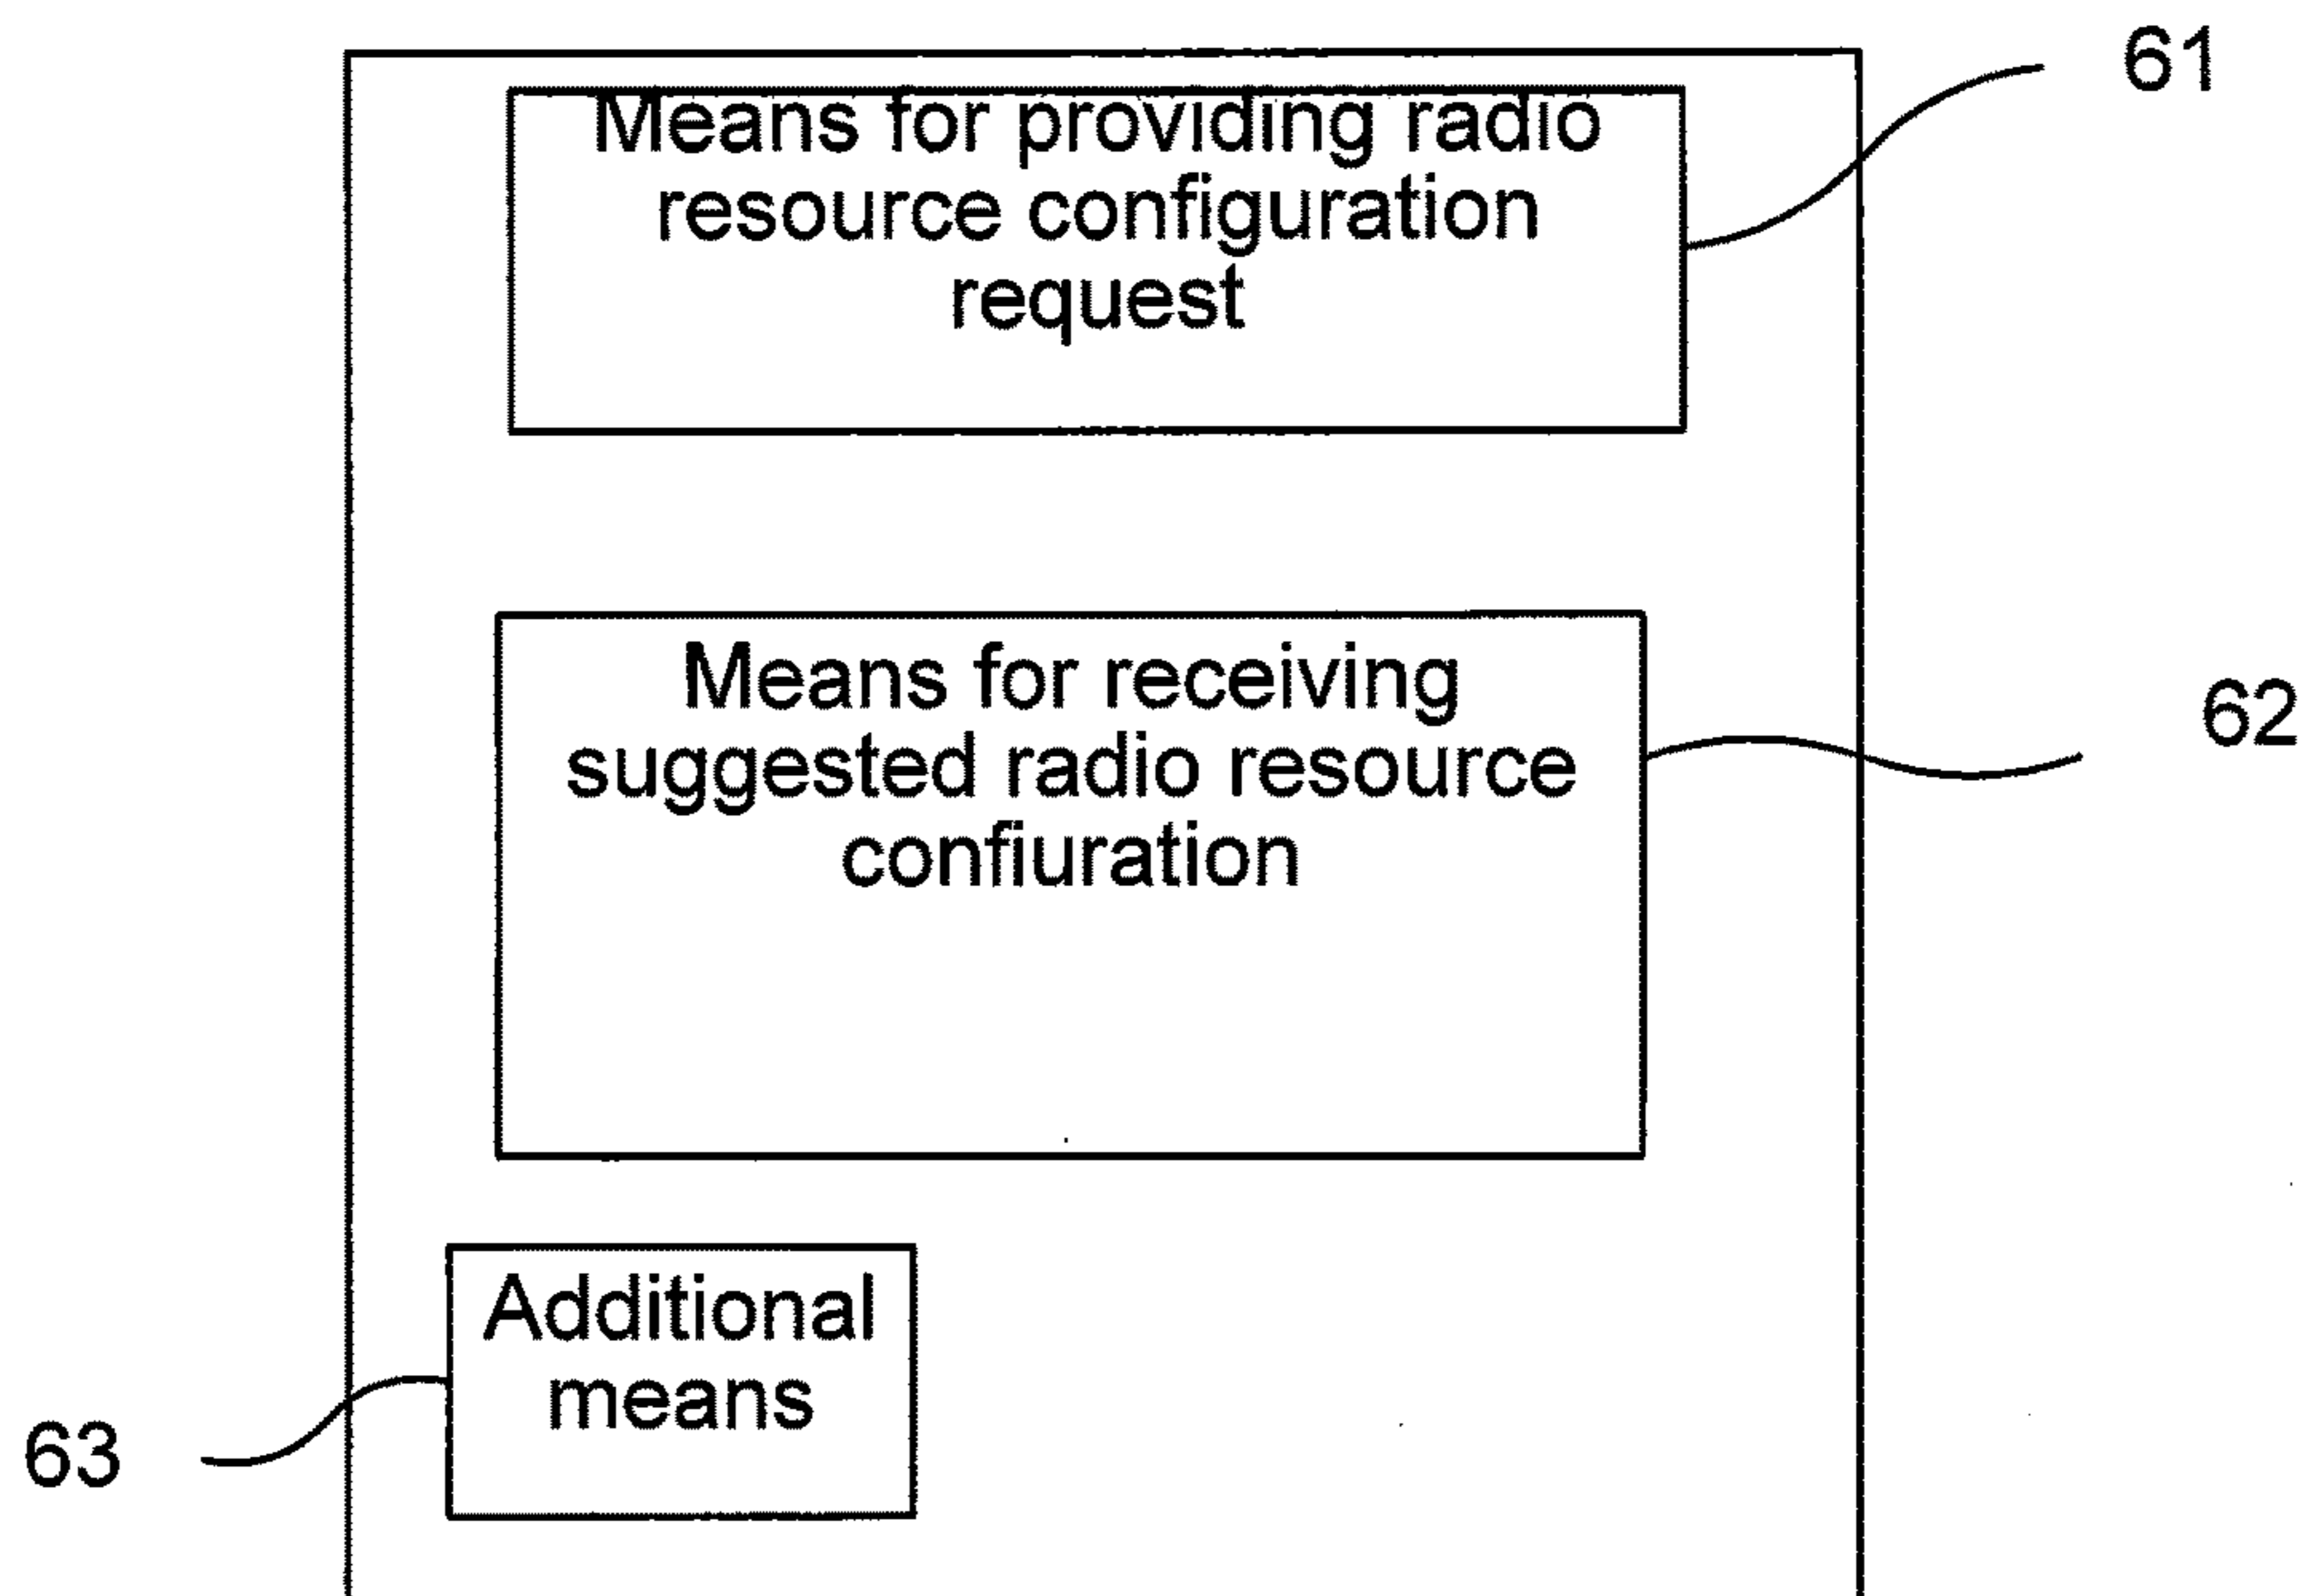 61
Means for providing radio
resource configuration
request
Means for receiving
suggested radio resource
confiuration
62
Additional
means
63